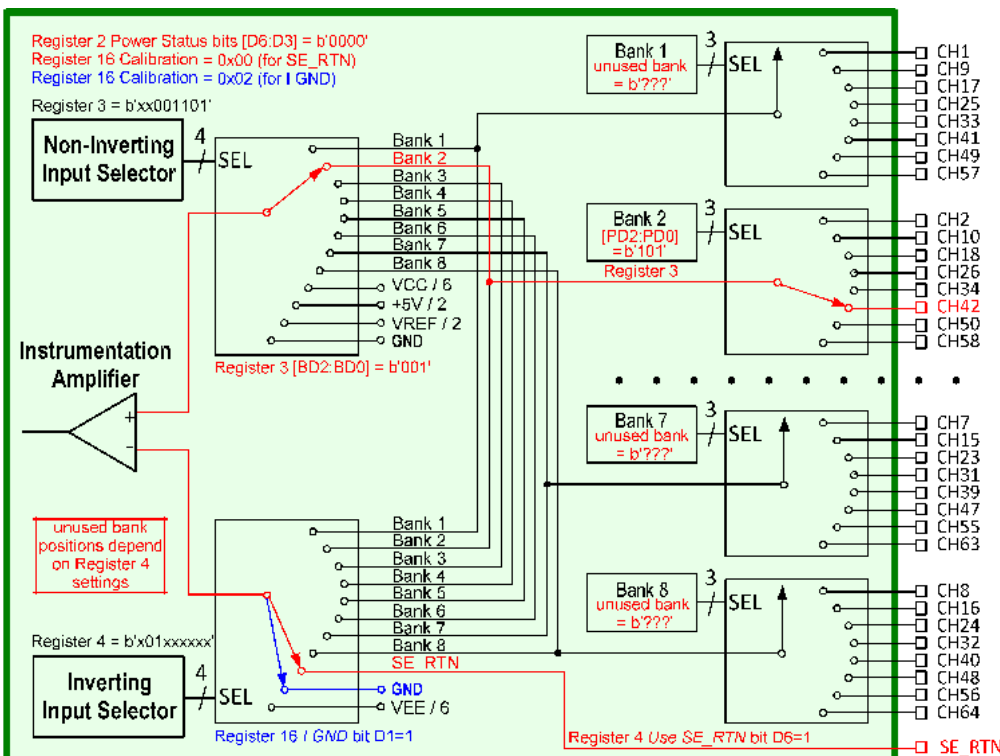 Register 2 Power Status bits [D6:D3] = b'0000'
Register 16 Calibration = 0x00 (for SE_RTN)
Register 16 Calibration = 0x02 (for I GND)
Register 3 = b'xx001101'
Non-Inverting
Input Selector
4
SEL
Bank 1
Bank 2
Bank 3
Bank 4
Bank 5
Bank 6
Bank 7
Bank 8
VCC / 6
+5V / 2
VREF / 2
GND
Register 3 [BD2:BD0] = b'001'
Instrumentation
Amplifier
+
-
unused bank
positions depend
on Register 4
settings
Register 4 = b'x01xxxxxx'
Inverting
Input Selector
4
SEL
Bank 1
Bank 2
Bank 3
Bank 4
Bank 5
Bank 6
Bank 7
Bank 8
SE_RTN
GND
VEE / 6
Register 16 I GND bit D1=1
Register 4 Use SE_RTN bit D6=1
Bank 1
unused bank
= b'???'
3
SEL
CH1
CH9
CH17
CH25
CH33
CH41
CH49
CH57
Bank 2
[PD2:PD0]
=b'101'
Register 3
3
SEL
CH2
CH10
CH18
CH26
CH34
CH42
CH50
CH58
Bank 7
unused bank
= b'???'
3
SEL
CH7
CH15
CH23
CH31
CH39
CH47
CH55
CH63
Bank 8
unused bank
= b'???'
3
SEL
CH8
CH16
CH24
CH32
CH40
CH48
CH56
CH64
SE_RTN